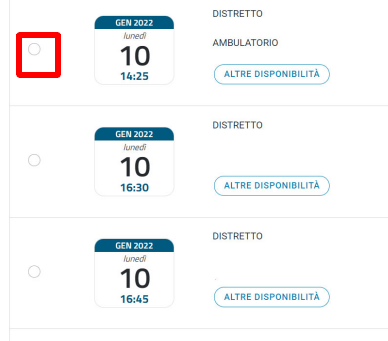 GEN 2022
lunedì
10
14:25
DISTRETTO
AMBULATORIO
ALTRE DISPONIBILITÀ
GEN 2022
lunedì
10
16:30
DISTRETTO
ALTRE DISPONIBILITÀ
GEN 2022
lunedì
10
16:45
DISTRETTO
ALTRE DISPONIBILITÀ